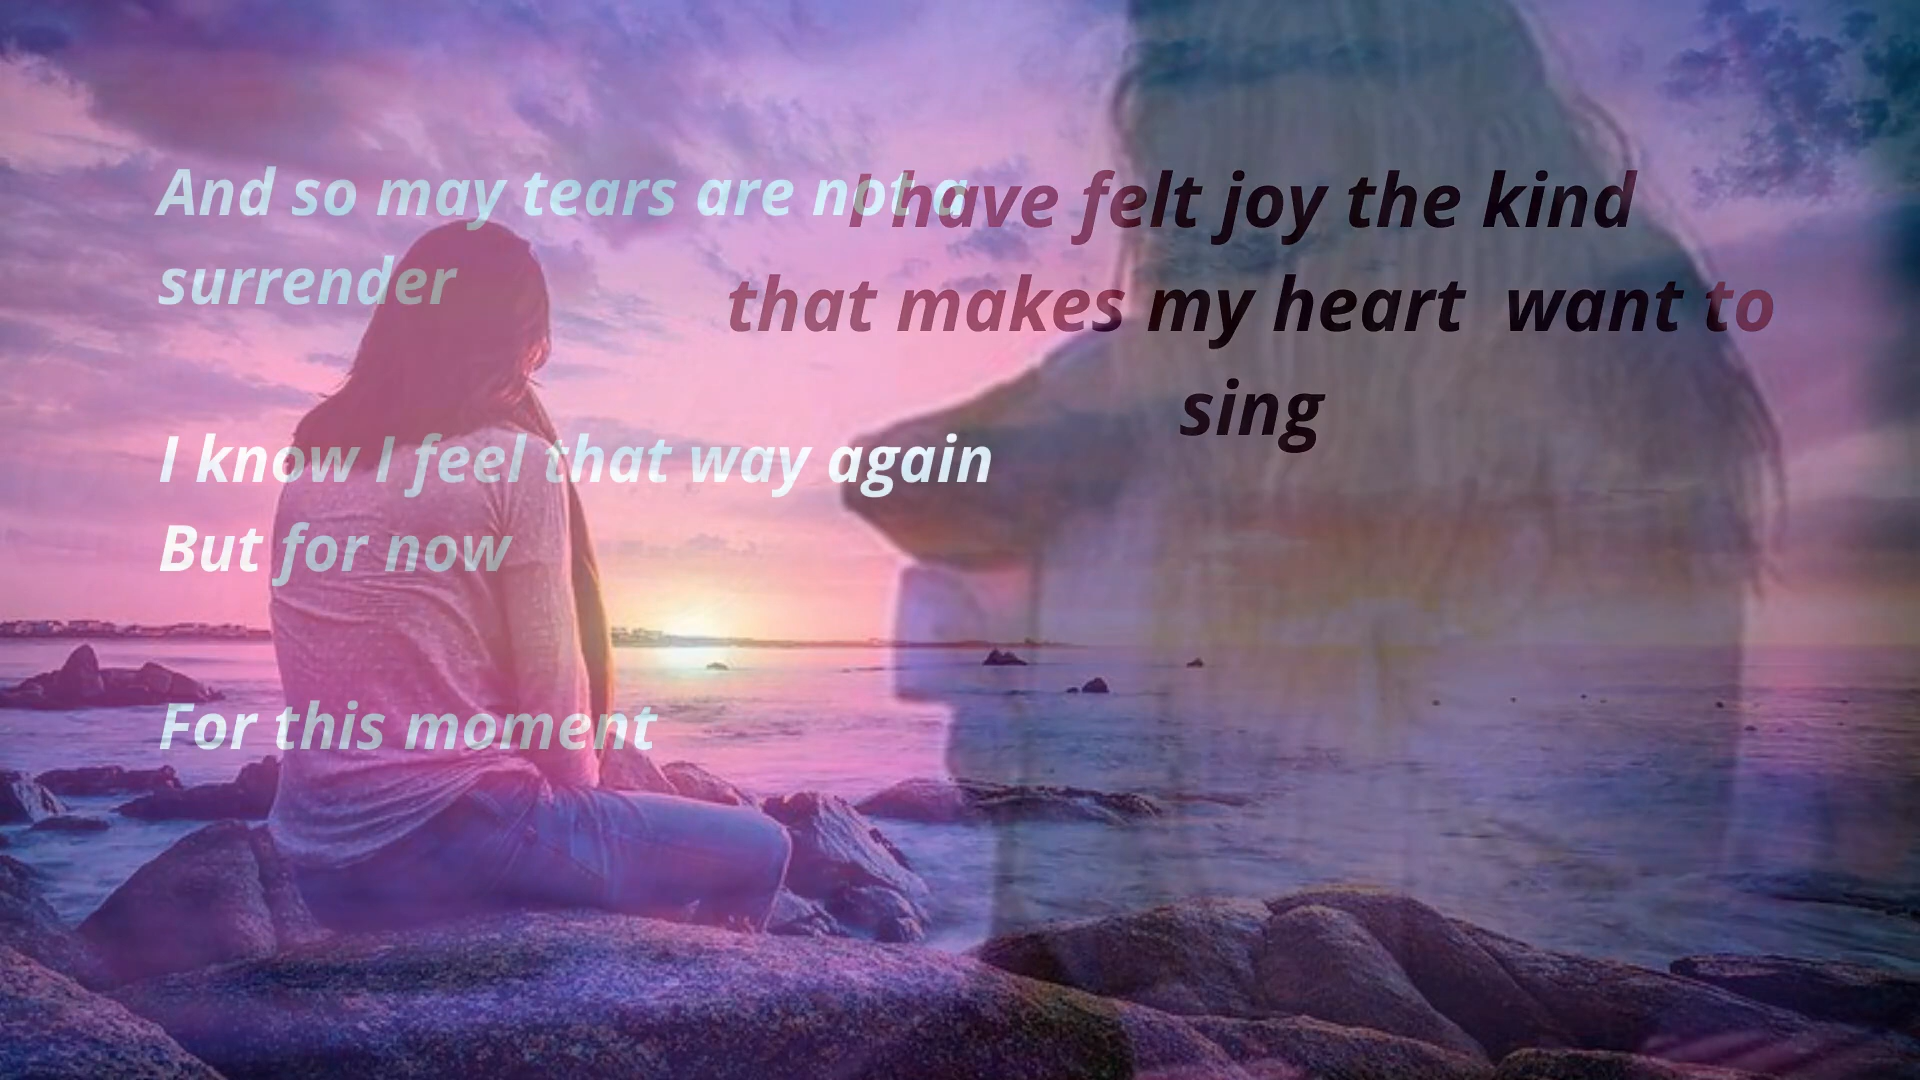 And so may tears are not a
surrender
I know I feel that way again
But for now
For this moment
I have felt joy the kind
that makes my heart want to
sing